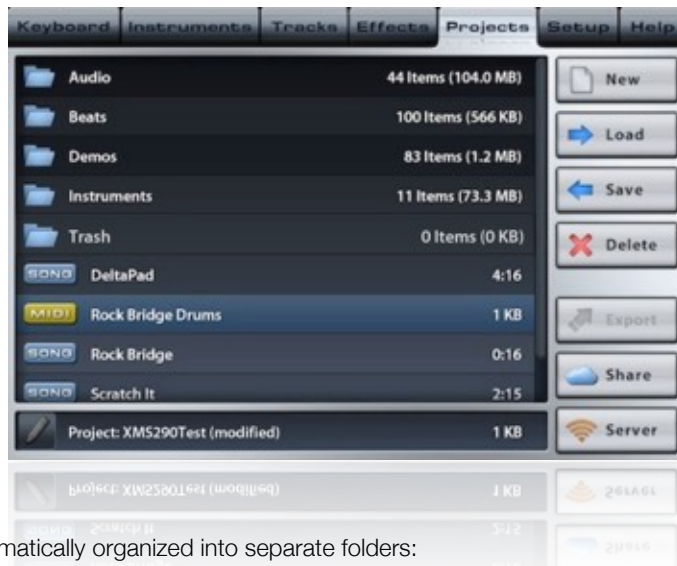 Keyboard Instruments Tracks Effects Projects Setup Help
Audio 44 Items (104.0 MB)
Beats 100 Items (566 KB)
Demos 83 Items (1.2 MB)
Instruments 11 Items (73.3 MB)
Trash 0 Items (0 KB)
SONG DeltaPad 4:16
MIDI Rock Bridge Drums 1 KB
SONG Rock Bridge 0:16
SONG Scratch It 2:15
Project: XMS290Test (modified) 1 KB
New
Load
Save
Delete
Export
Share
Server
matically organized into separate folders: